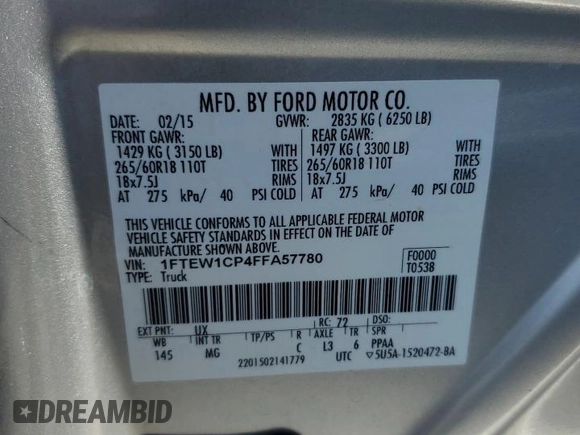 MFD. BY FORD MOTOR CO.
DATE: 02/15 GVWR: 2835 KG ( 6250 LB)
FRONT GAWR: REAR GAWR:
1429 KG ( 3150 LB) WITH 1497 KG ( 3300 LB) WITH
265/60R18 110T TIRES 265/60R18 110T TIRES
18x7.5J RIMS 18x7.5J RIMS
AT 275 kPa/ 40 PSI COLD AT 275 kPa/ 40 PSI COLD
THIS VEHICLE CONFORMS TO ALL APPLICABLE FEDERAL MOTOR
VEHICLE SAFETY STANDARDS IN EFFECT ON THE DATE OF
MANUFACTURE SHOWN ABOVE.
VIN: 1FTEW1CP4FFA57780
TYPE: Truck
F0000
T0538
EXT PNT: UX RC: 72 DSO:
WB INT TR TP/PS R AXLE TR SPR
145 MG C L3 6 PPAA
2201502141779 UTC ▽5U5A-1520472-BA
DREAMBID